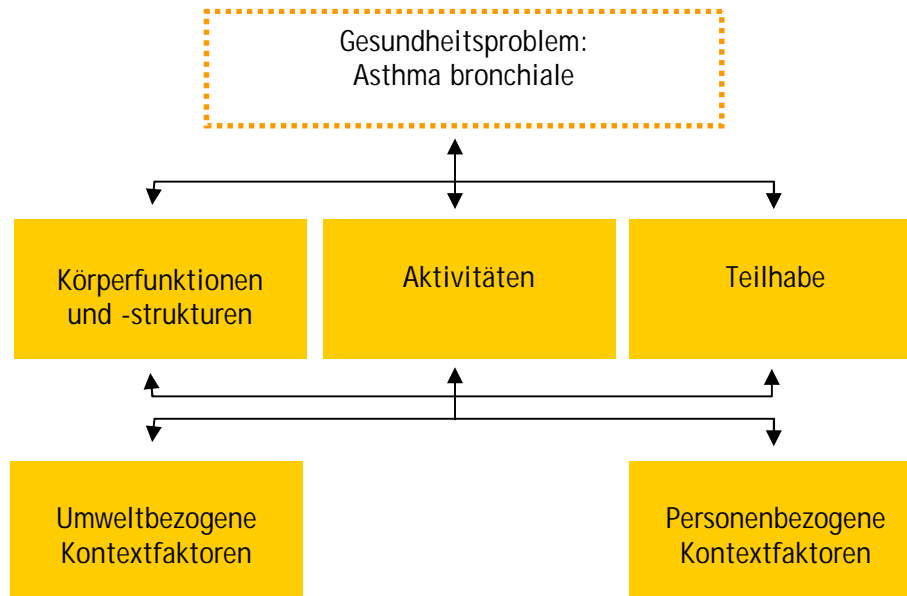 Gesundheitsproblem:
Asthma bronchiale
Körperfunktionen
und -strukturen
Aktivitäten
Teilhabe
Umweltbezogene
Kontextfaktoren
Personenbezogene
Kontextfaktoren